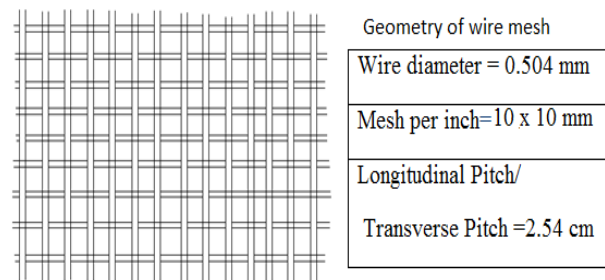 Geometry of wire mesh
Wire diameter = 0.504 mm
Mesh per inch=10 x 10 mm
Longitudinal Pitch/
Transverse Pitch =2.54 cm